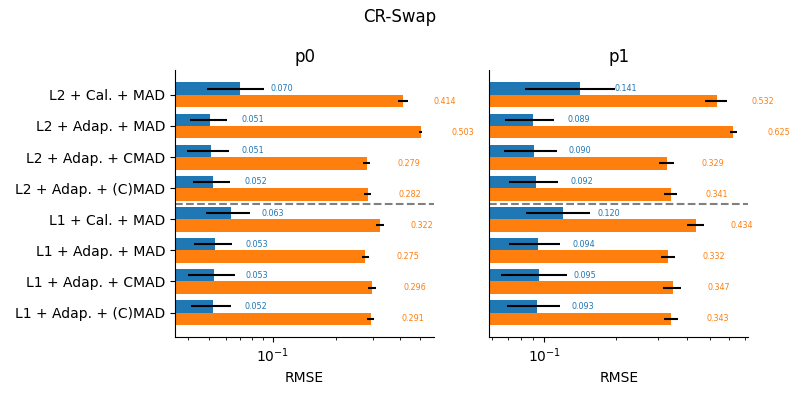 CR-Swap
p0
p1
L2 + Cal. + MAD
0.070
0.414
0.141
0.532
L2 + Adap. + MAD
0.051
0.503
0.089
0.625
L2 + Adap. + CMAD
0.051
0.279
0.090
0.329
L2 + Adap. + (C)MAD
0.052
0.282
0.092
0.341
L1 + Cal. + MAD
0.063
0.322
0.120
0.434
L1 + Adap. + MAD
0.053
0.275
0.094
0.332
L1 + Adap. + CMAD
0.053
0.296
0.095
0.347
L1 + Adap. + (C)MAD
0.052
0.291
0.093
0.343
10⁻¹
10⁻¹
RMSE
RMSE